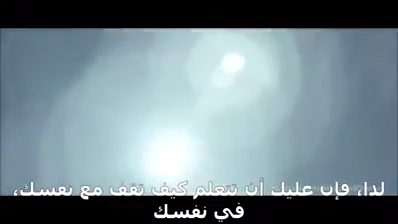 لذا، فإن عليك أن تتعلم كيف تقف مع نفسك،
في نفسك